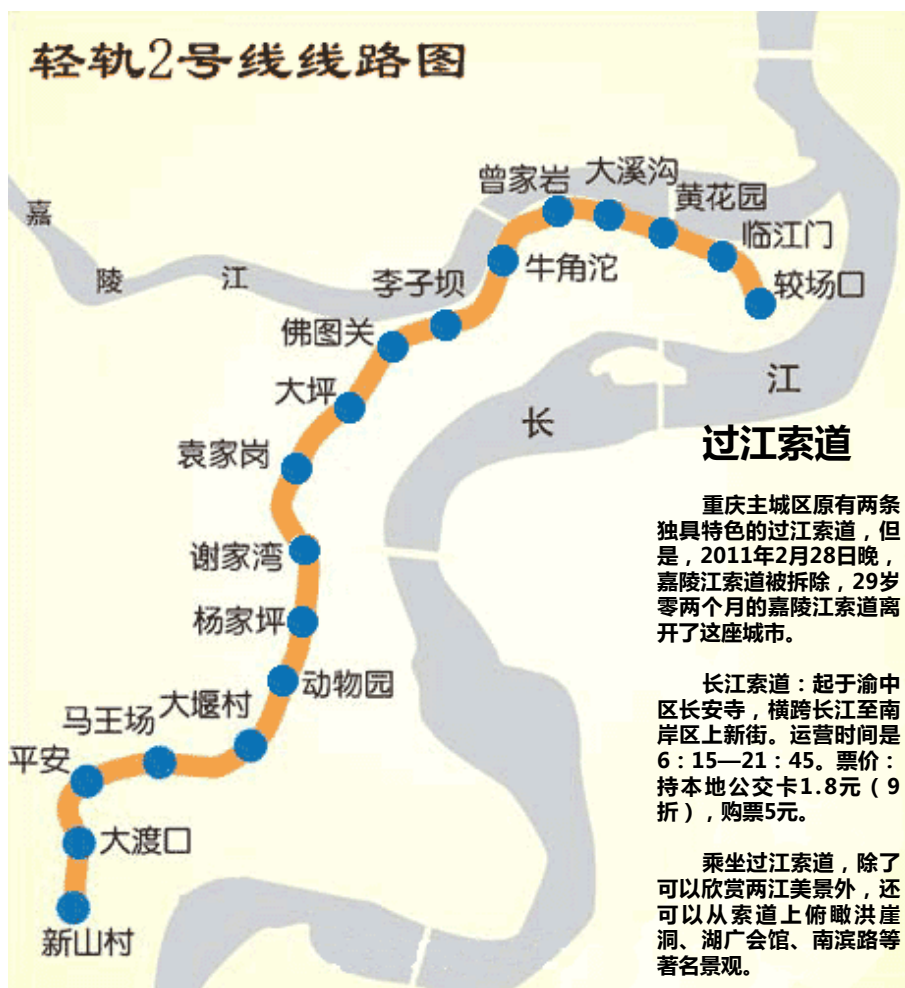 轻轨2号线线路图
曾家岩
大溪沟
黄花园
临江门
较场口
牛角沱
李子坝
佛图关
大坪
袁家岗
谢家湾
杨家坪
动物园
大堰村
马王场
平安
大渡口
新山村
嘉
陵
江
长
江
过江索道
重庆主城区原有两条
独具特色的过江索道，但
是，2011年2月28日晚，
嘉陵江索道被拆除，29岁
零两个月的嘉陵江索道离
开了这座城市。
长江索道：起于渝中
区长安寺，横跨长江至南
岸区上新街。运营时间是
6：15—21：45。票价：
持本地公交卡1.8元（9
折），购票5元。
乘坐过江索道，除了
可以欣赏两江美景外，还
可以从索道上俯瞰洪崖
洞、湖广会馆、南滨路等
著名景观。